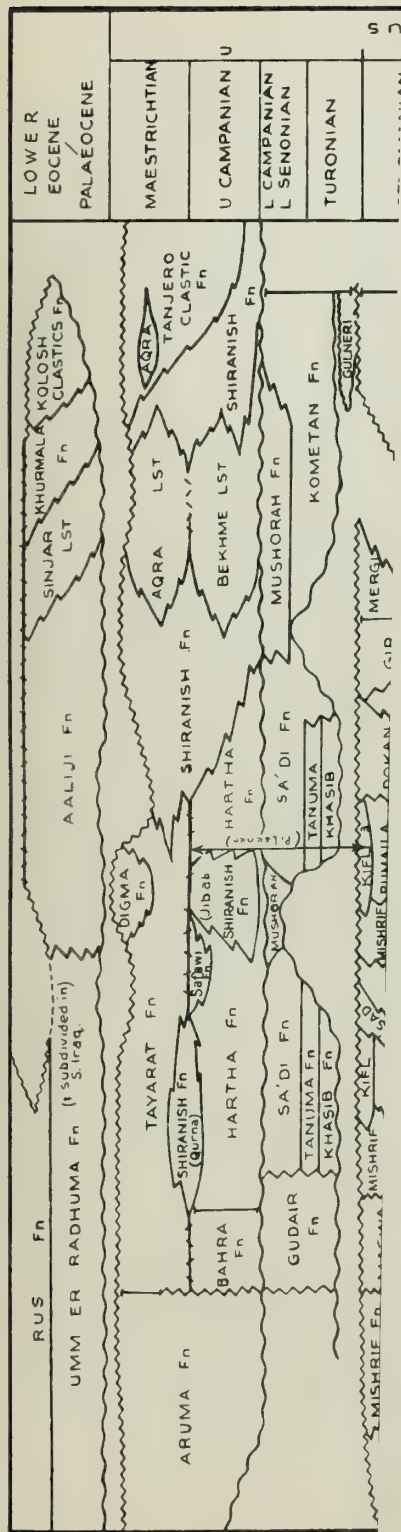 LOWER
EOCENE
PALAEOCENE
MAESTRICHTIAN
U CAMPANIAN
U
L CAMPANIAN
L SENONIAN
TURONIAN
S
RUS Fn
UMM ER RADHUMA Fn (± subdivided in)
S. Iraq.
AALIJI Fn
SINJAR
LST
KHURMALA
Fn
KOLOSH
CLASTICS Fn
ARUMA Fn
TAYARAT Fn
DIGMA
Fn
SHIRANISH Fn
AQRA LST
AQRA
TANJERO
CLASTIC
Fn
SHIRANISH Fn
(Qurna)
BAHRA
Fn
HARTHA Fn
Safawi
Fn
(Jibab
SHIRANISH
Fn
HARTHA
Fn
BEKHME LST
SHIRANISH Fn
GUDAIR
Fn
SA'DI Fn
MUSHORAH
SA'DI Fn
MUSHORAH Fn
TANUMA Fn
KHASIB Fn
TANUMA
KHASIB
KOMETAN Fn
GULNERI
MISHRIF Fn
MISHRIF
KIFL
MISHRIF
KIFL
RUMAILA
DOKAN
GIR
MERGI